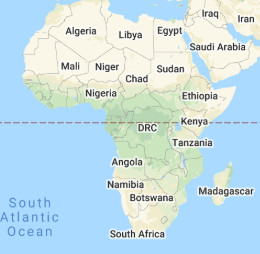 Iraq
Iran
Algeria
Libya
Egypt
Saudi Arabia
Mali
Niger
Chad
Sudan
Nigeria
Ethiopia
DRC
Kenya
Tanzania
Angola
Namibia
Botswana
Madagascar
South
Atlantic
Ocean
South Africa